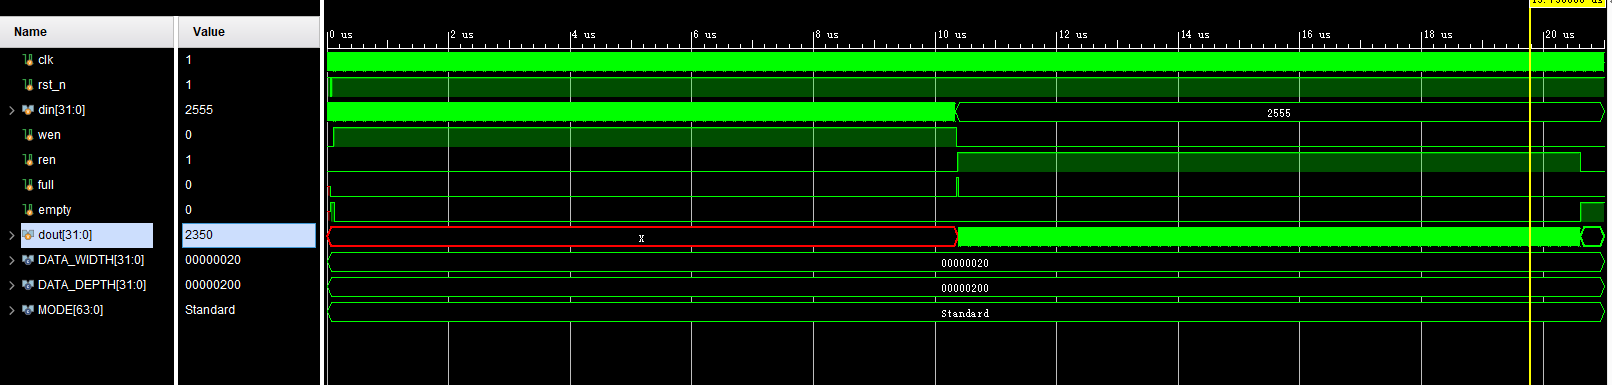 Name Value
0 us 2 us 4 us 6 us 8 us 10 us 12 us 14 us 16 us 18 us 20 us
clk 1
rst_n 1
din[31:0] 2555 2555
wen 0
ren 1
full 0
empty 0
dout[31:0] 2350 X
DATA_WIDTH[31:0] 00000020 00000020
DATA_DEPTH[31:0] 00000200 00000200
MODE[63:0] Standard Standard